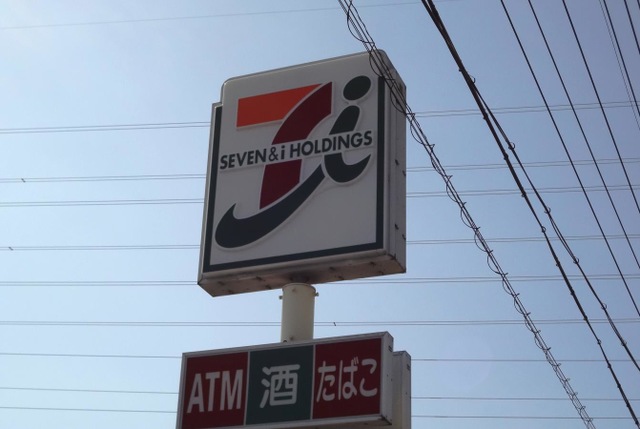 SEVEN & i HOLDINGS
ATM 酒 たばこ